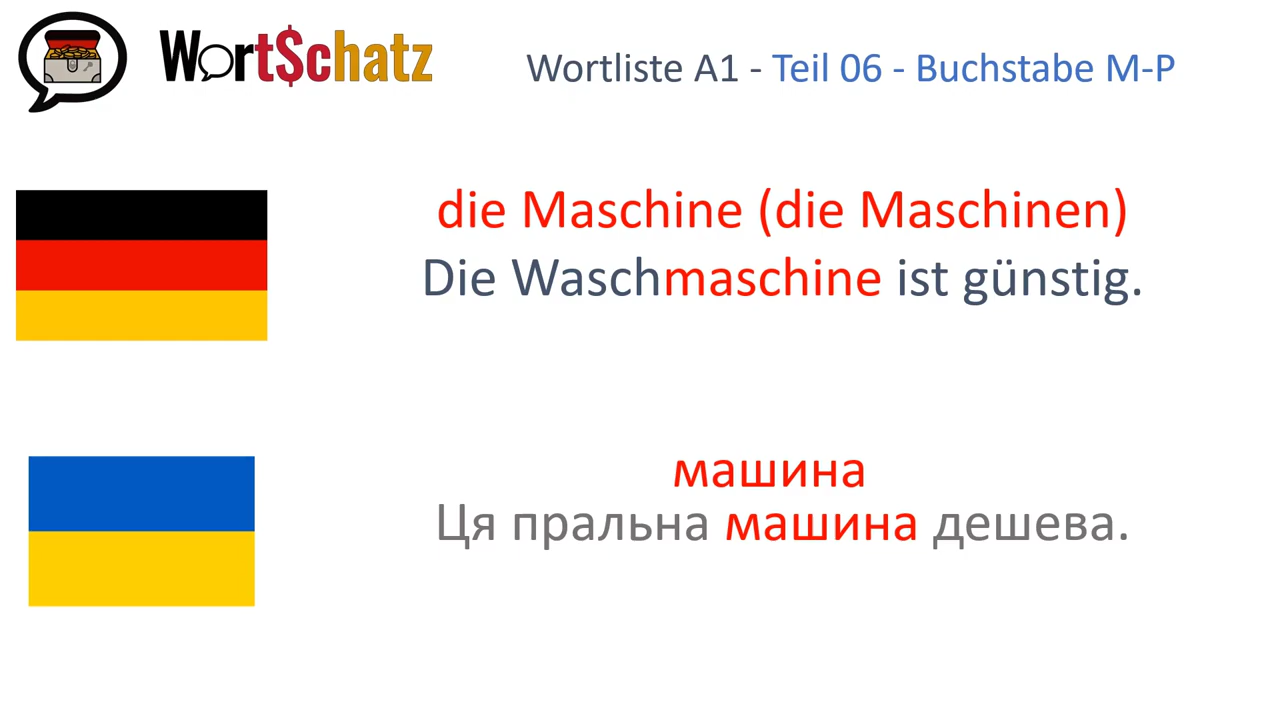 Wort$chatz
Wortliste A1 - Teil 06 - Buchstabe M-P
die Maschine (die Maschinen)
Die Waschmaschine ist günstig.
машина
Ця пральна машина дешева.